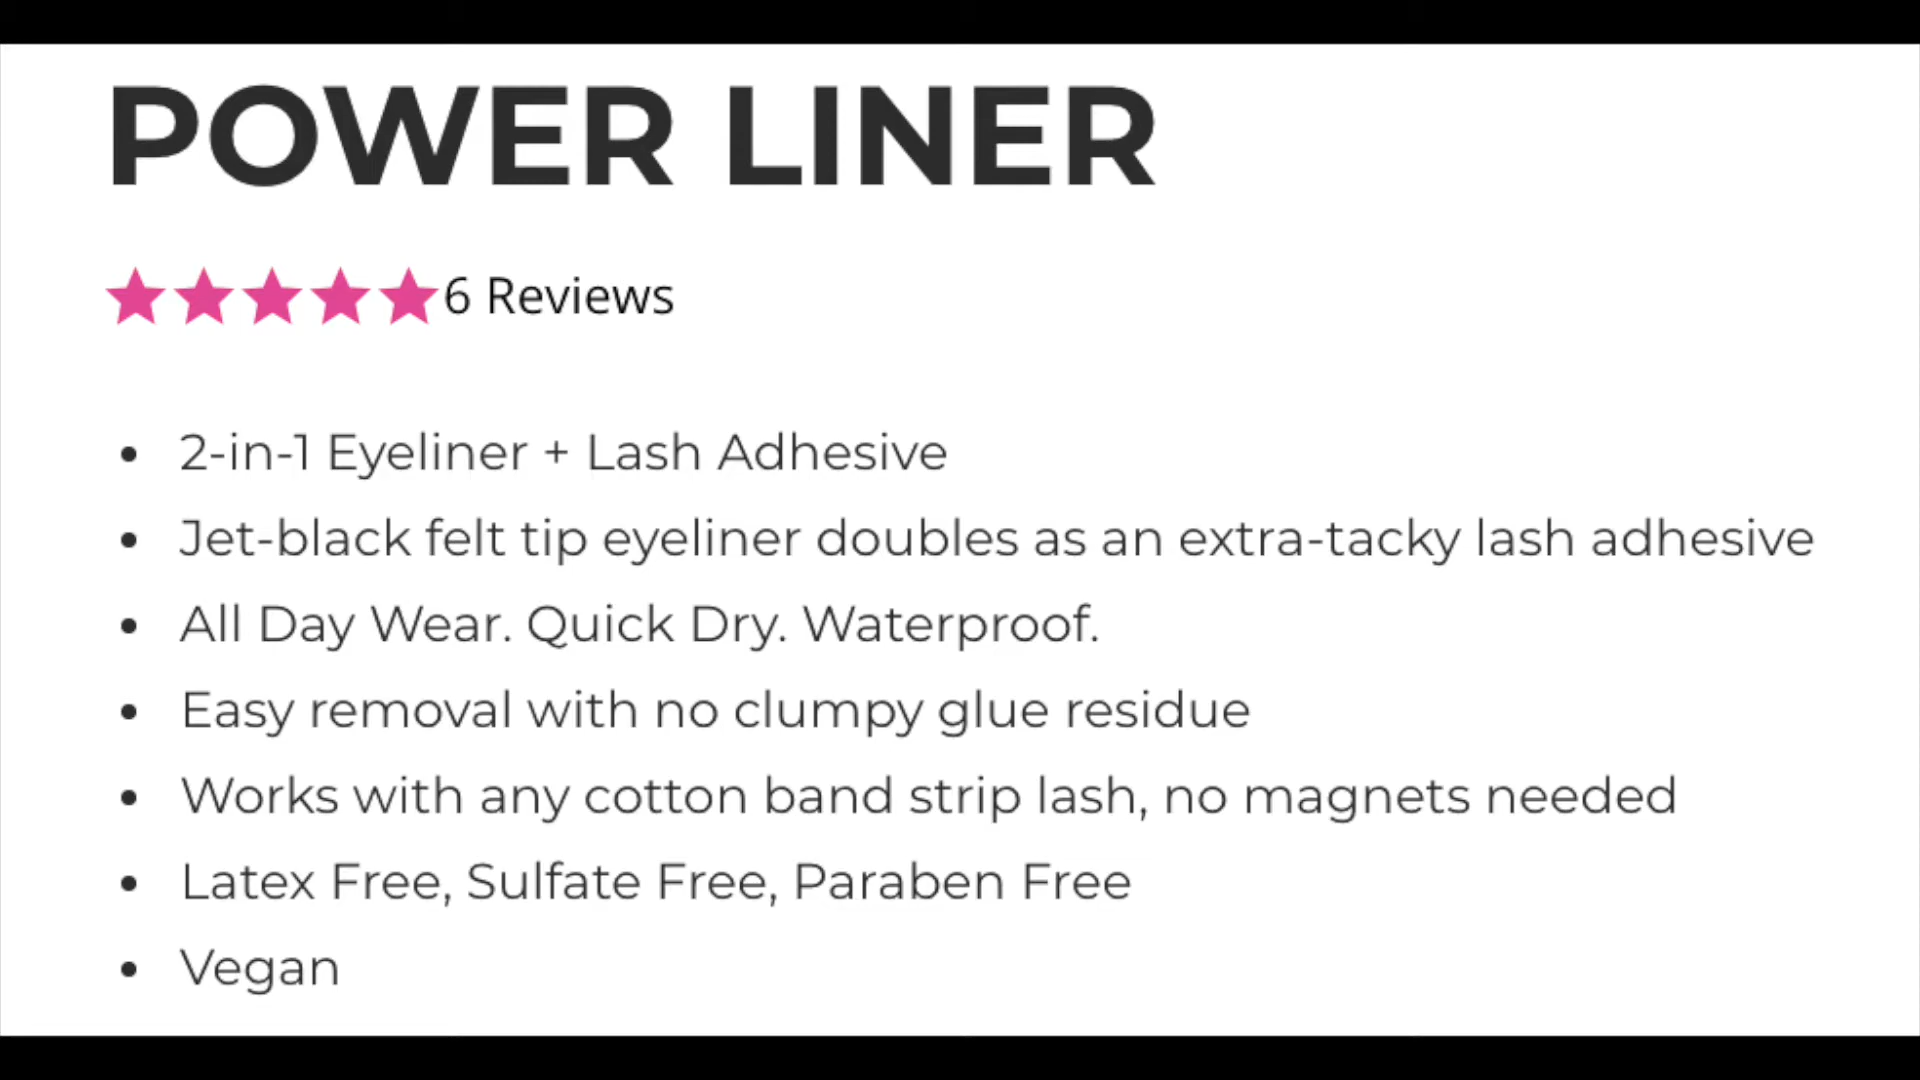 POWER LINER
6 Reviews
• 2-in-1 Eyeliner + Lash Adhesive
• Jet-black felt tip eyeliner doubles as an extra-tacky lash adhesive
• All Day Wear. Quick Dry. Waterproof.
• Easy removal with no clumpy glue residue
• Works with any cotton band strip lash, no magnets needed
• Latex Free, Sulfate Free, Paraben Free
• Vegan